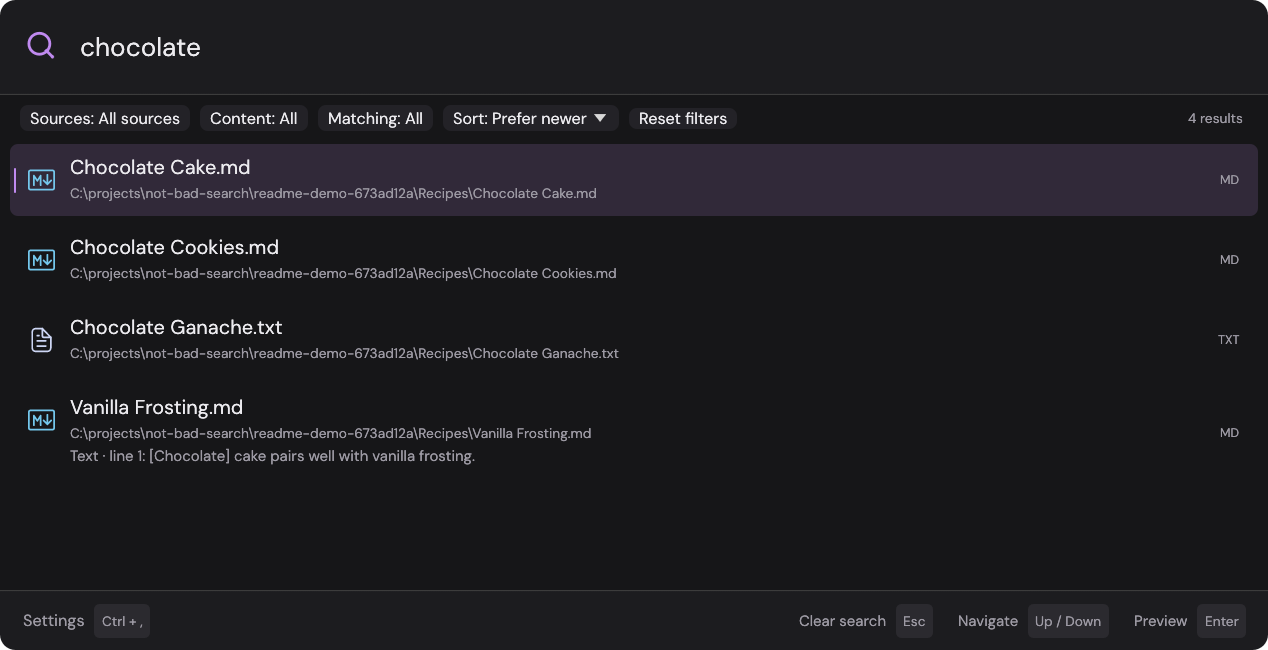 chocolate
Sources: All sources Content: All Matching: All Sort: Prefer newer Reset filters 4 results
Chocolate Cake.md
C:\projects\not-bad-search\readme-demo-673ad12a\Recipes\Chocolate Cake.md
MD
Chocolate Cookies.md
C:\projects\not-bad-search\readme-demo-673ad12a\Recipes\Chocolate Cookies.md
MD
Chocolate Ganache.txt
C:\projects\not-bad-search\readme-demo-673ad12a\Recipes\Chocolate Ganache.txt
TXT
Vanilla Frosting.md
C:\projects\not-bad-search\readme-demo-673ad12a\Recipes\Vanilla Frosting.md
MD
Text · line 1: [Chocolate] cake pairs well with vanilla frosting.
Settings Ctrl + , Clear search Esc Navigate Up / Down Preview Enter